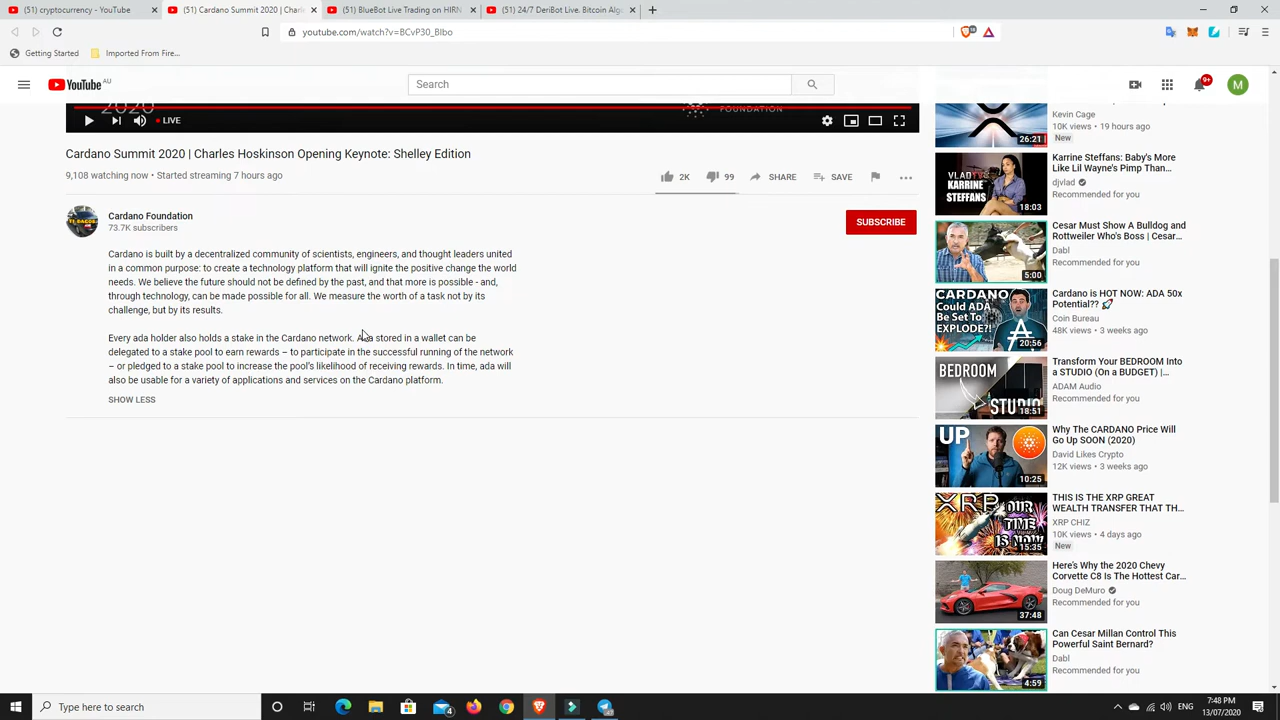 (51) cryptocurrency - YouTube
(51) Cardano Summit 2020 | Charl
(51) BlueBot Live Trading on HIRN
(51) 24/7 DeriBot Live. Bitcoin Algo
youtube.com/watch?v=BCvP30_BIbo
Getting Started
Imported From Fire...
YouTube AU
Search
9+
M
2020
FOUNDATION
LIVE
Cardano Summit 2020 | Charles Hoskinson Opening Keynote: Shelley Edition
9,108 watching now • Started streaming 7 hours ago
2K
99
SHARE
SAVE
Cardano Foundation
73.7K subscribers
SUBSCRIBE
Cardano is built by a decentralized community of scientists, engineers, and thought leaders united
in a common purpose: to create a technology platform that will ignite the positive change the world
needs. We believe the future should not be defined by the past, and that more is possible - and,
through technology, can be made possible for all. We measure the worth of a task not by its
challenge, but by its results.
Every ada holder also holds a stake in the Cardano network. Ada stored in a wallet can be
delegated to a stake pool to earn rewards – to participate in the successful running of the network
– or pledged to a stake pool to increase the pool's likelihood of receiving rewards. In time, ada will
also be usable for a variety of applications and services on the Cardano platform.
SHOW LESS
26:21
Kevin Cage
10K views • 19 hours ago
New
VLAD
KARRINE
STEFFANS
18:03
Karrine Steffans: Baby's More
Like Lil Wayne's Pimp Than...
djvlad
Recommended for you
5:00
Cesar Must Show A Bulldog and
Rottweiler Who's Boss | Cesar...
Dabl
Recommended for you
CARDANO
Could ADA
Be Set To
EXPLODE?!
20:56
Cardano is HOT NOW: ADA 50x
Potential??
Coin Bureau
48K views • 3 weeks ago
BEDROOM
STUDIO
18:51
Transform Your BEDROOM Into
a STUDIO (On a BUDGET) |...
ADAM Audio
Recommended for you
UP
10:25
Why The CARDANO Price Will
Go Up SOON (2020)
David Likes Crypto
12K views • 3 weeks ago
XRP
OUR
TIME
IS NOW
15:35
THIS IS THE XRP GREAT
WEALTH TRANSFER THAT TH...
XRP CHIZ
10K views • 4 days ago
New
37:48
Here's Why the 2020 Chevy
Corvette C8 Is The Hottest Car...
Doug DeMuro
Recommended for you
4:59
Can Cesar Millan Control This
Powerful Saint Bernard?
Dabl
Recommended for you
Type here to search
ENG
7:48 PM
13/07/2020